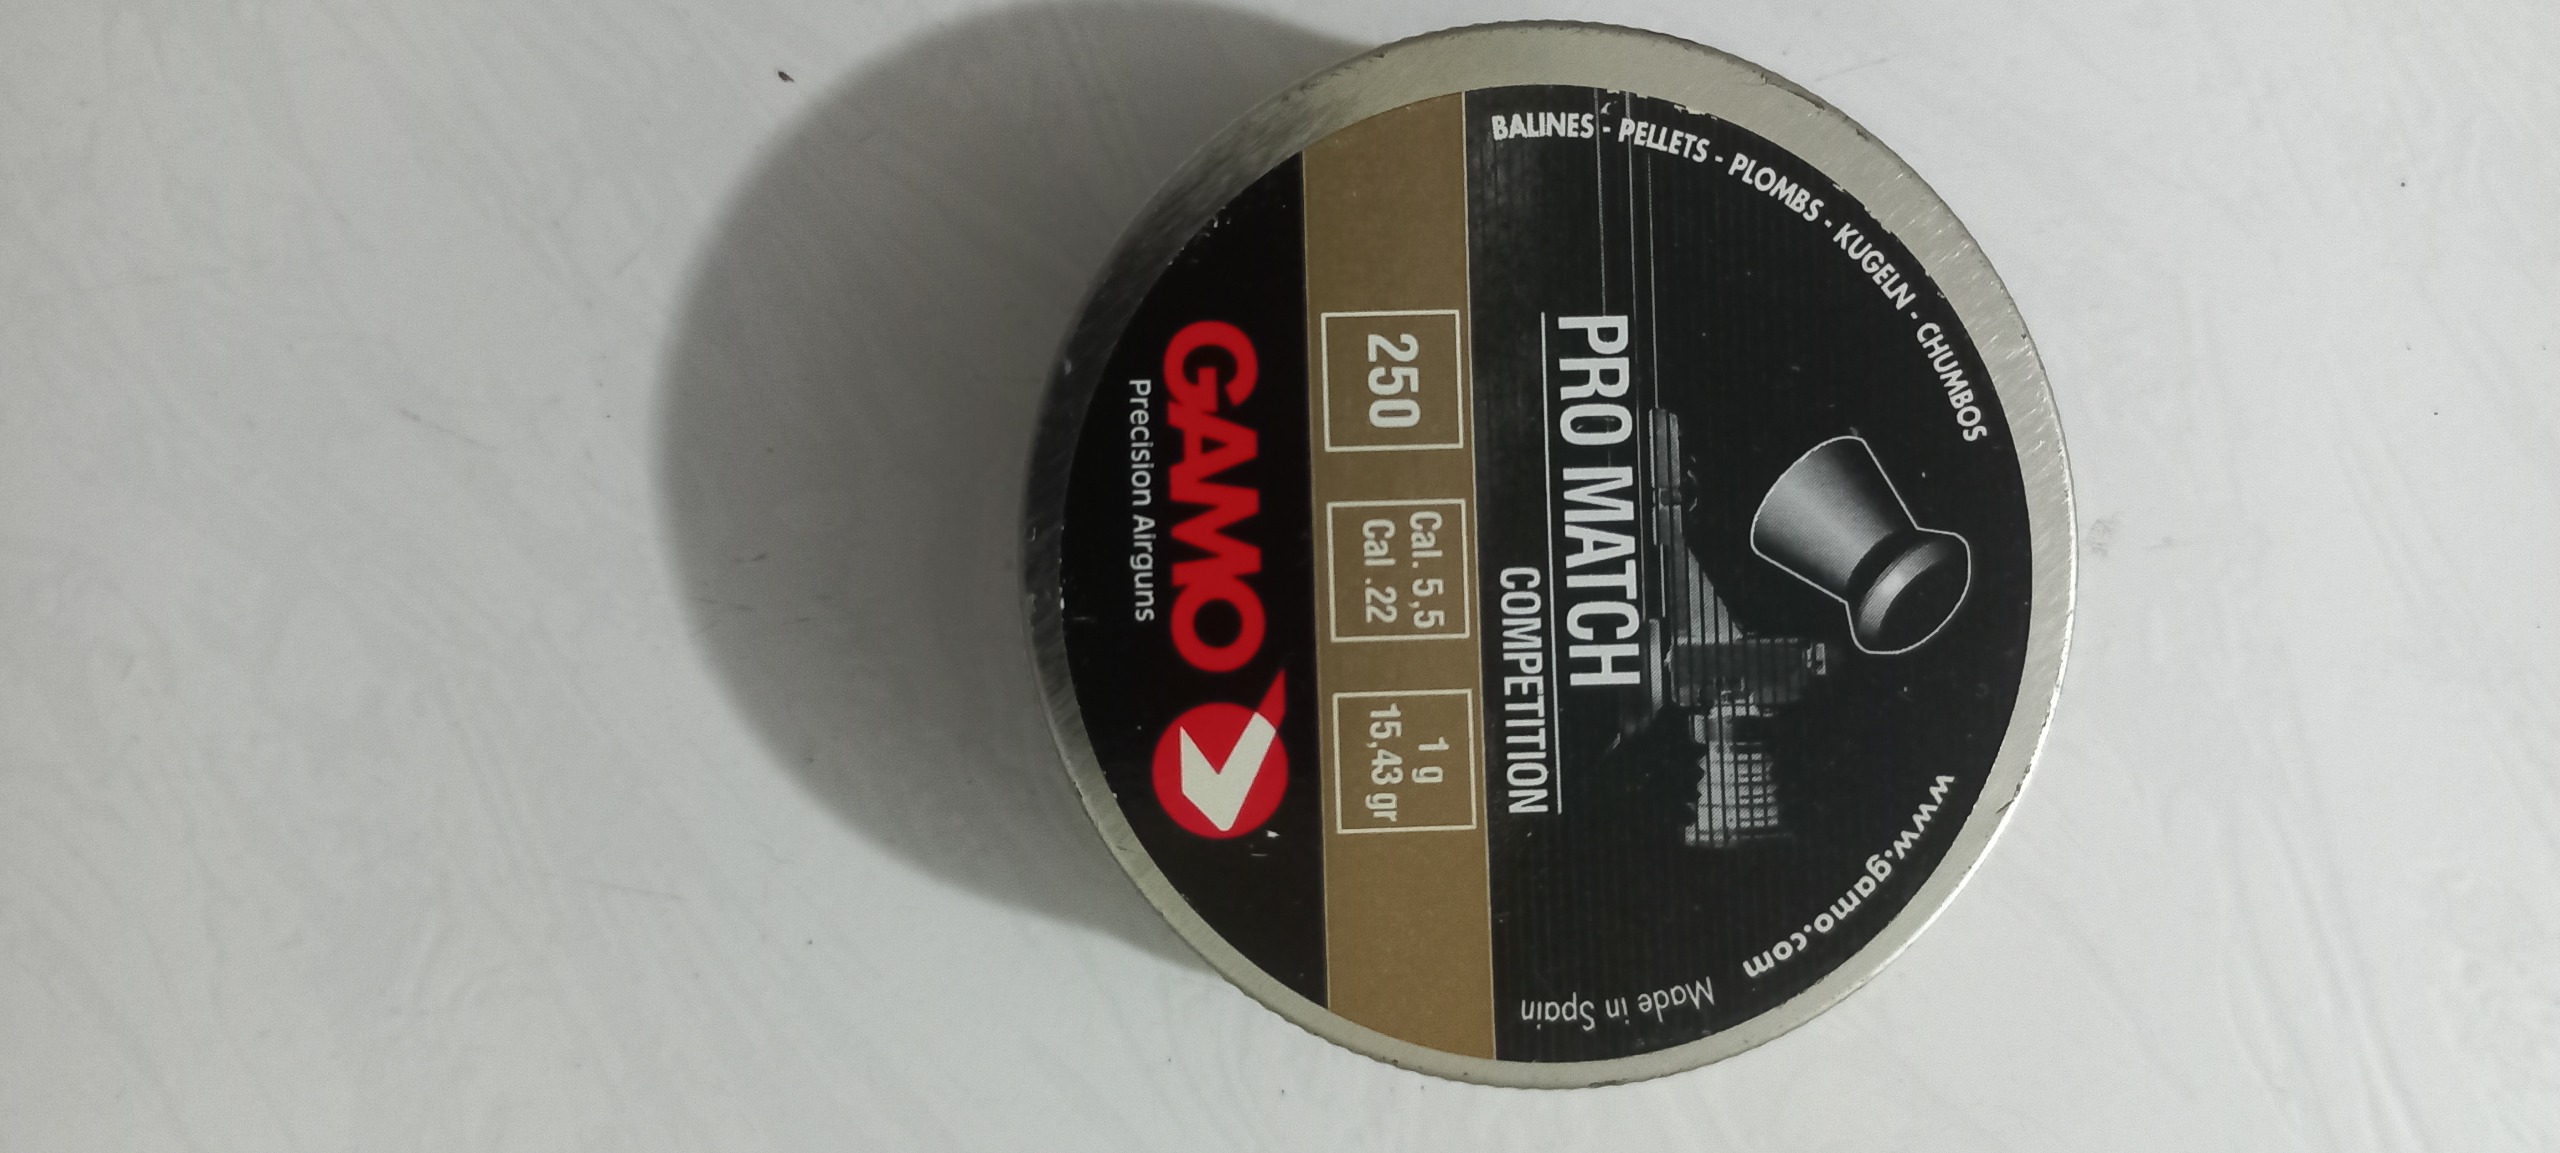 BALINES - PELLETS - PLOMBS - KUGELN - CHUMBOS
www.gamo.com
Made in Spain
PRO MATCH
COMPETITION
250
Cal. 5,5
Cal .22
1 g
15,43 gr
GAMO
Precision Airguns